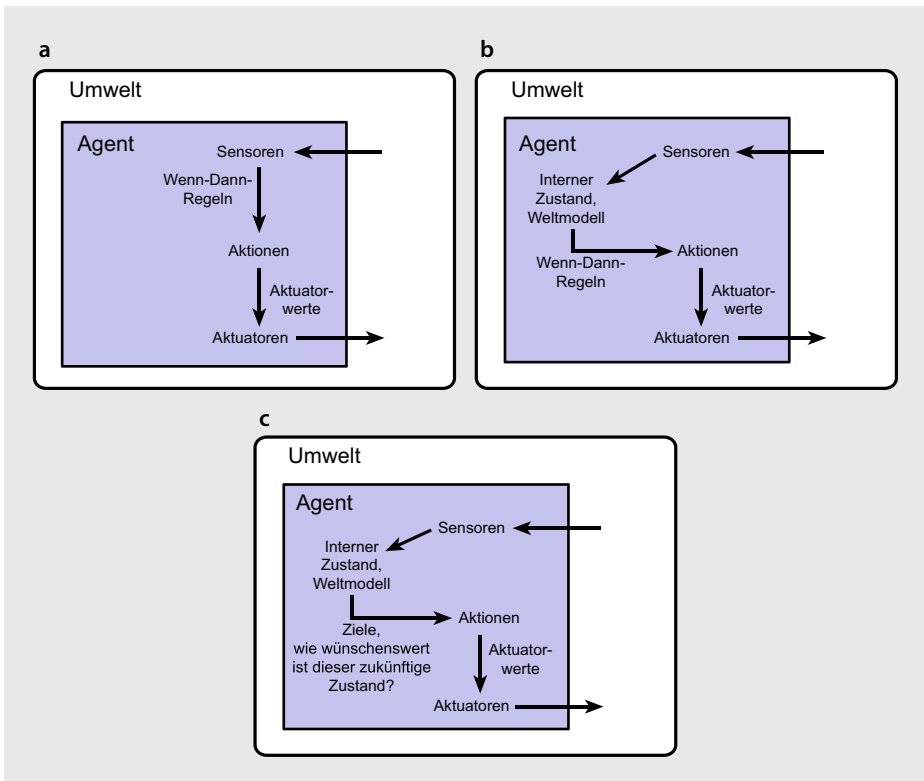 a
Umwelt
Agent
Sensoren
Wenn-Dann-
Regeln
Aktionen
Aktuator-
werte
Aktuatoren
b
Umwelt
Agent
Sensoren
Interner
Zustand,
Weltmodell
Aktionen
Wenn-Dann-
Regeln
Aktuator-
werte
Aktuatoren
c
Umwelt
Agent
Sensoren
Interner
Zustand,
Weltmodell
Aktionen
Ziele,
wie wünschenswert
ist dieser zukünftige
Zustand?
Aktuator-
werte
Aktuatoren